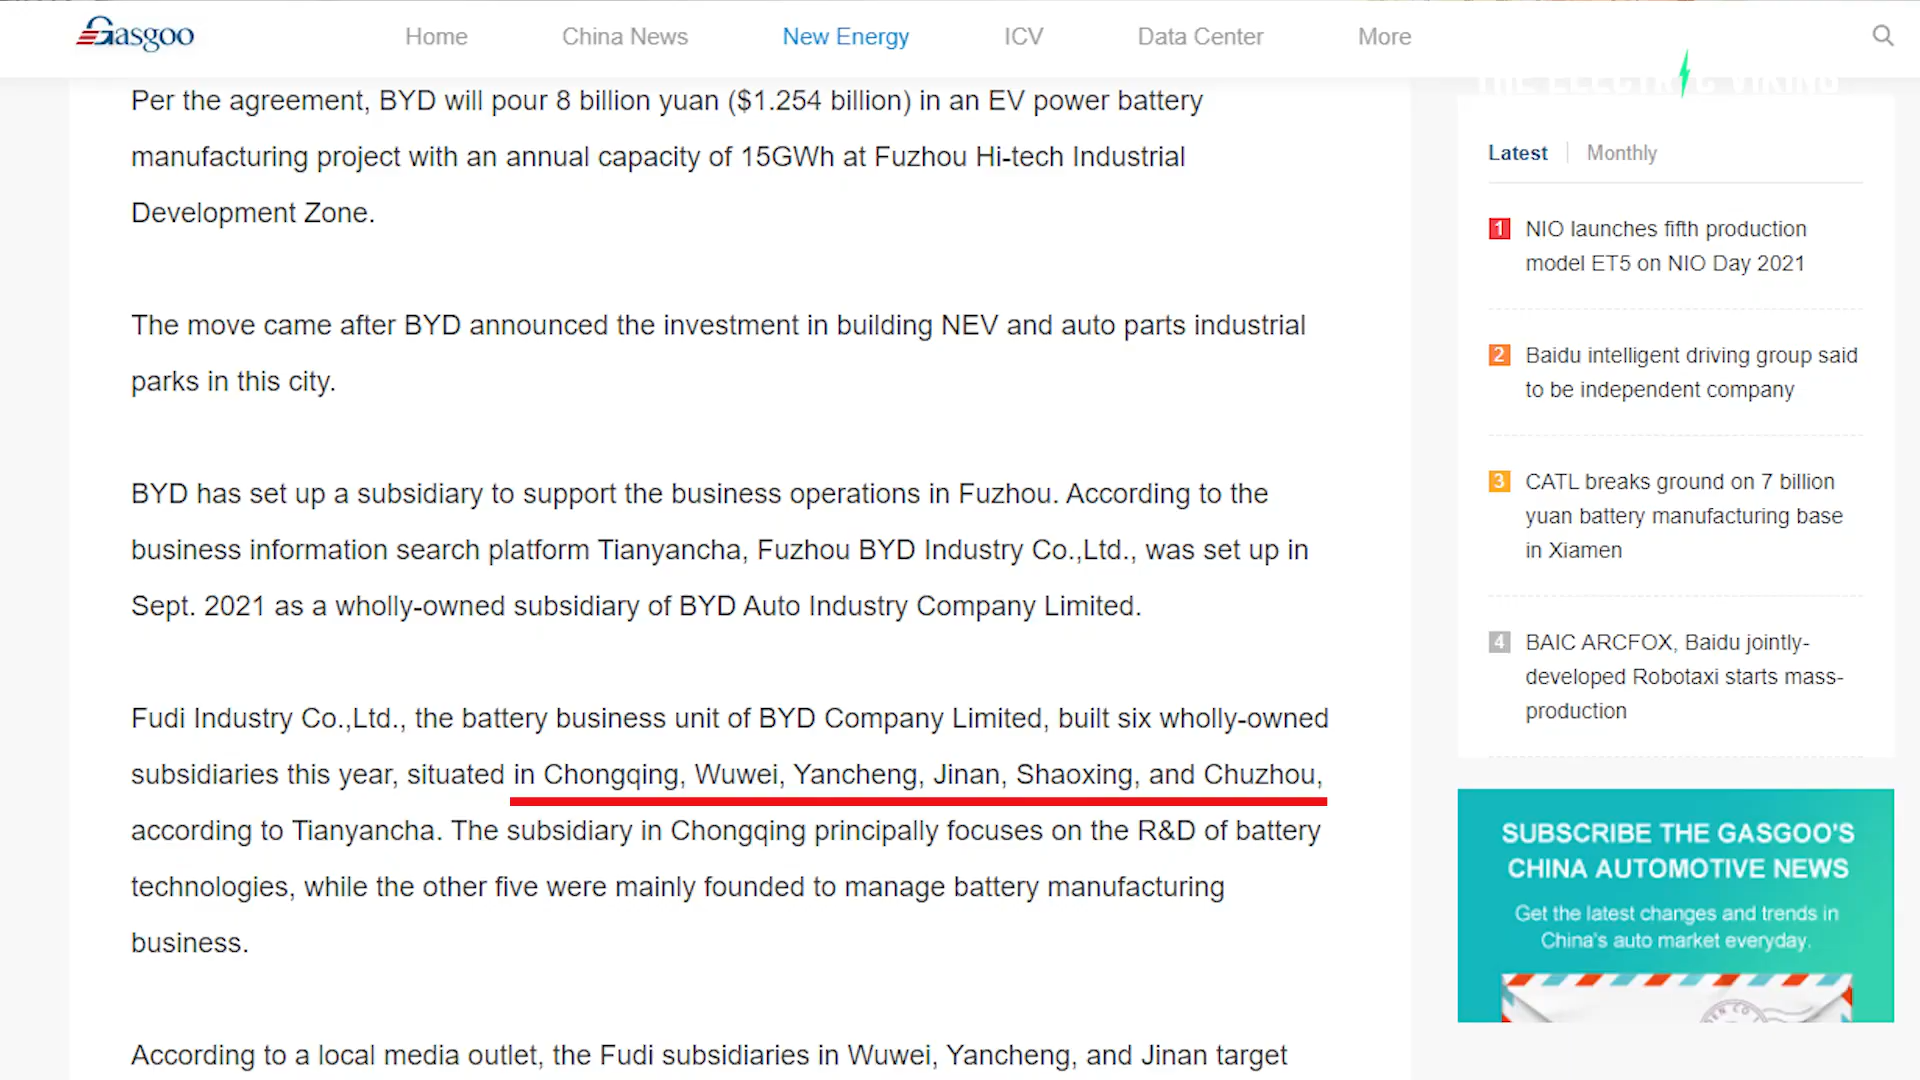 Gasgoo
Home China News New Energy ICV Data Center More
THE ELECTRIC VIKING
Per the agreement, BYD will pour 8 billion yuan ($1.254 billion) in an EV power battery
manufacturing project with an annual capacity of 15GWh at Fuzhou Hi-tech Industrial
Development Zone.
The move came after BYD announced the investment in building NEV and auto parts industrial
parks in this city.
BYD has set up a subsidiary to support the business operations in Fuzhou. According to the
business information search platform Tianyancha, Fuzhou BYD Industry Co.,Ltd., was set up in
Sept. 2021 as a wholly-owned subsidiary of BYD Auto Industry Company Limited.
Fudi Industry Co.,Ltd., the battery business unit of BYD Company Limited, built six wholly-owned
subsidiaries this year, situated in Chongqing, Wuwei, Yancheng, Jinan, Shaoxing, and Chuzhou,
according to Tianyancha. The subsidiary in Chongqing principally focuses on the R&D of battery
technologies, while the other five were mainly founded to manage battery manufacturing
business.
According to a local media outlet, the Fudi subsidiaries in Wuwei, Yancheng, and Jinan target
Latest Monthly
1 NIO launches fifth production
model ET5 on NIO Day 2021
2 Baidu intelligent driving group said
to be independent company
3 CATL breaks ground on 7 billion
yuan battery manufacturing base
in Xiamen
4 BAIC ARCFOX, Baidu jointly-
developed Robotaxi starts mass-
production
SUBSCRIBE THE GASGOO'S
CHINA AUTOMOTIVE NEWS
Get the latest changes and trends in
China's auto market everyday.